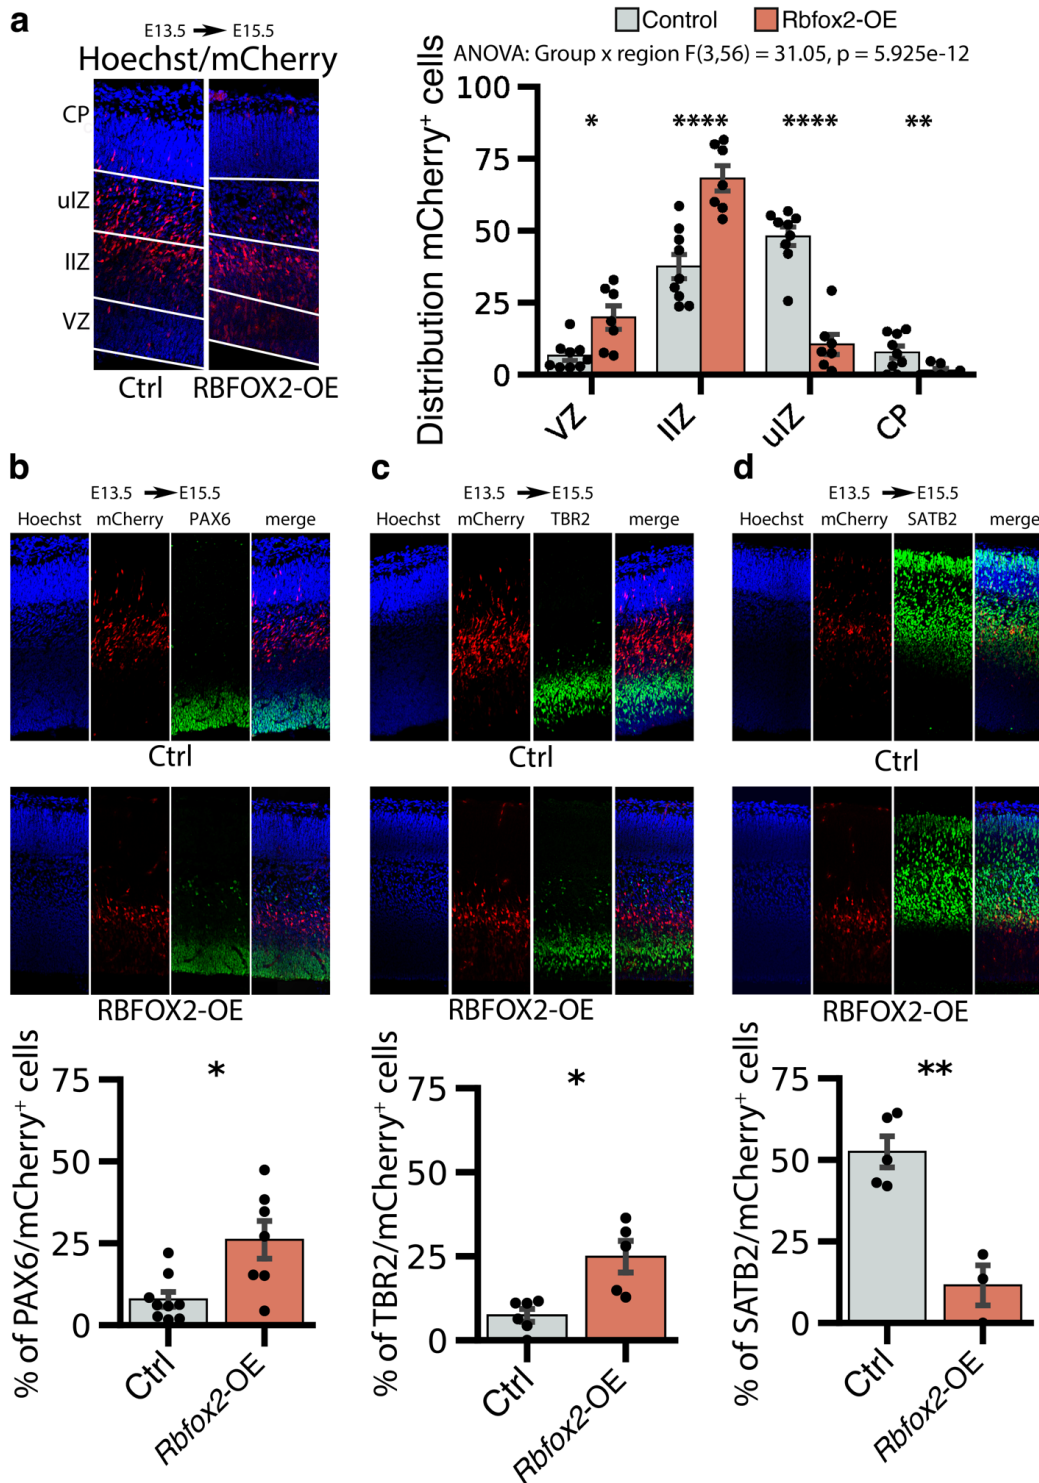 a
E13.5 → E15.5
Hoechst/mCherry
CP
uIZ
lIZ
VZ
Ctrl RBFOX2-OE
Control Rbfox2-OE
ANOVA: Group x region F(3,56) = 31.05, p = 5.925e-12
Distribution mCherry⁺ cells
100
75
50
25
0
* **** **** **
VZ lIZ uIZ CP
b
E13.5 → E15.5
Hoechst mCherry PAX6 merge
Ctrl
RBFOX2-OE
% of PAX6/mCherry⁺ cells
75
50
25
0
*
Ctrl Rbfox2-OE
c
E13.5 → E15.5
Hoechst mCherry TBR2 merge
Ctrl
RBFOX2-OE
% of TBR2/mCherry⁺ cells
75
50
25
0
*
Ctrl Rbfox2-OE
d
E13.5 → E15.5
Hoechst mCherry SATB2 merge
Ctrl
RBFOX2-OE
% of SATB2/mCherry⁺ cells
75
50
25
0
**
Ctrl Rbfox2-OE